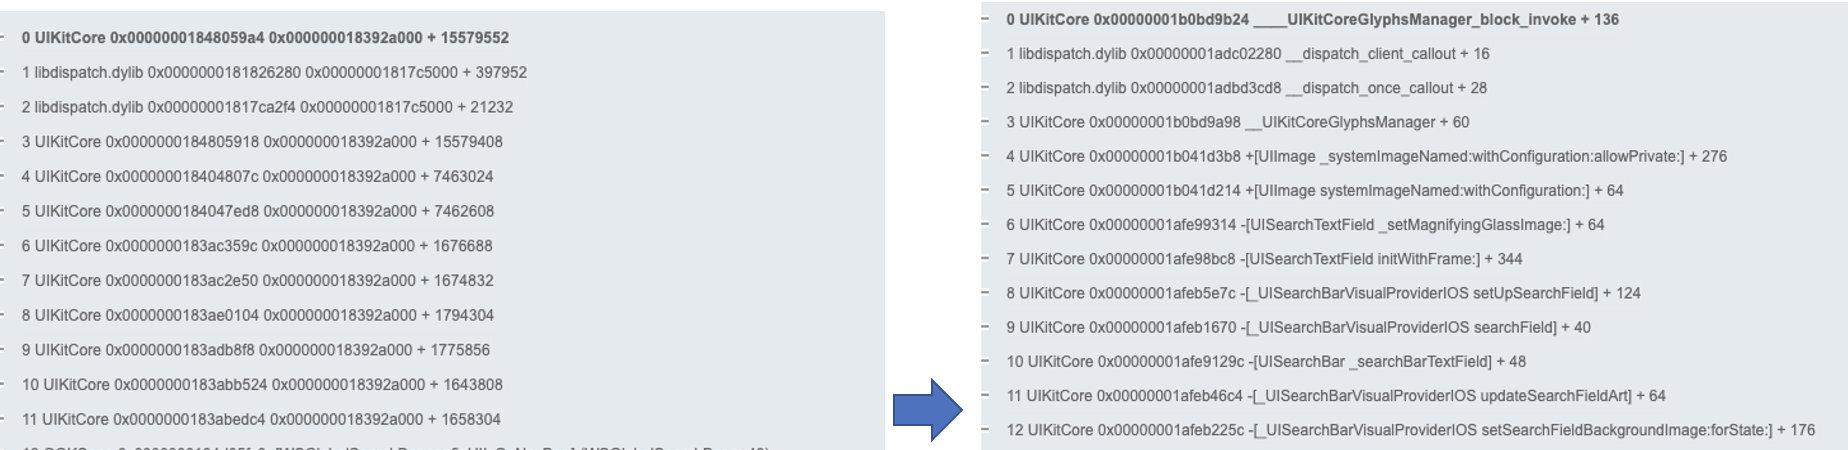 0 UIKitCore 0x00000001848059a4 0x000000018392a000 + 15579552
1 libdispatch.dylib 0x0000000181826280 0x00000001817c5000 + 397952
2 libdispatch.dylib 0x00000001817ca2f4 0x00000001817c5000 + 21232
3 UIKitCore 0x0000000184805918 0x000000018392a000 + 15579408
4 UIKitCore 0x000000018404807c 0x000000018392a000 + 7463024
5 UIKitCore 0x0000000184047ed8 0x000000018392a000 + 7462608
6 UIKitCore 0x0000000183ac359c 0x000000018392a000 + 1676688
7 UIKitCore 0x0000000183ac2e50 0x000000018392a000 + 1674832
8 UIKitCore 0x0000000183ae0104 0x000000018392a000 + 1794304
9 UIKitCore 0x0000000183adb8f8 0x000000018392a000 + 1775856
10 UIKitCore 0x0000000183abb524 0x000000018392a000 + 1643808
11 UIKitCore 0x0000000183abedc4 0x000000018392a000 + 1658304
0 UIKitCore 0x00000001b0bd9b24 ____UIKitCoreGlyphsManager_block_invoke + 136
1 libdispatch.dylib 0x00000001adc02280 __dispatch_client_callout + 16
2 libdispatch.dylib 0x00000001adbd3cd8 __dispatch_once_callout + 28
3 UIKitCore 0x00000001b0bd9a98 __UIKitCoreGlyphsManager + 60
4 UIKitCore 0x00000001b041d3b8 +[UIImage _systemImageNamed:withConfiguration:allowPrivate:] + 276
5 UIKitCore 0x00000001b041d214 +[UIImage systemImageNamed:withConfiguration:] + 64
6 UIKitCore 0x00000001afe99314 -[UISearchTextField _setMagnifyingGlassImage:] + 64
7 UIKitCore 0x00000001afe98bc8 -[UISearchTextField initWithFrame:] + 344
8 UIKitCore 0x00000001afeb5e7c -[_UISearchBarVisualProviderIOS setUpSearchField] + 124
9 UIKitCore 0x00000001afeb1670 -[_UISearchBarVisualProviderIOS searchField] + 40
10 UIKitCore 0x00000001afe9129c -[UISearchBar _searchBarTextField] + 48
11 UIKitCore 0x00000001afeb46c4 -[_UISearchBarVisualProviderIOS updateSearchFieldArt] + 64
12 UIKitCore 0x00000001afeb225c -[_UISearchBarVisualProviderIOS setSearchFieldBackgroundImage:forState:] + 176